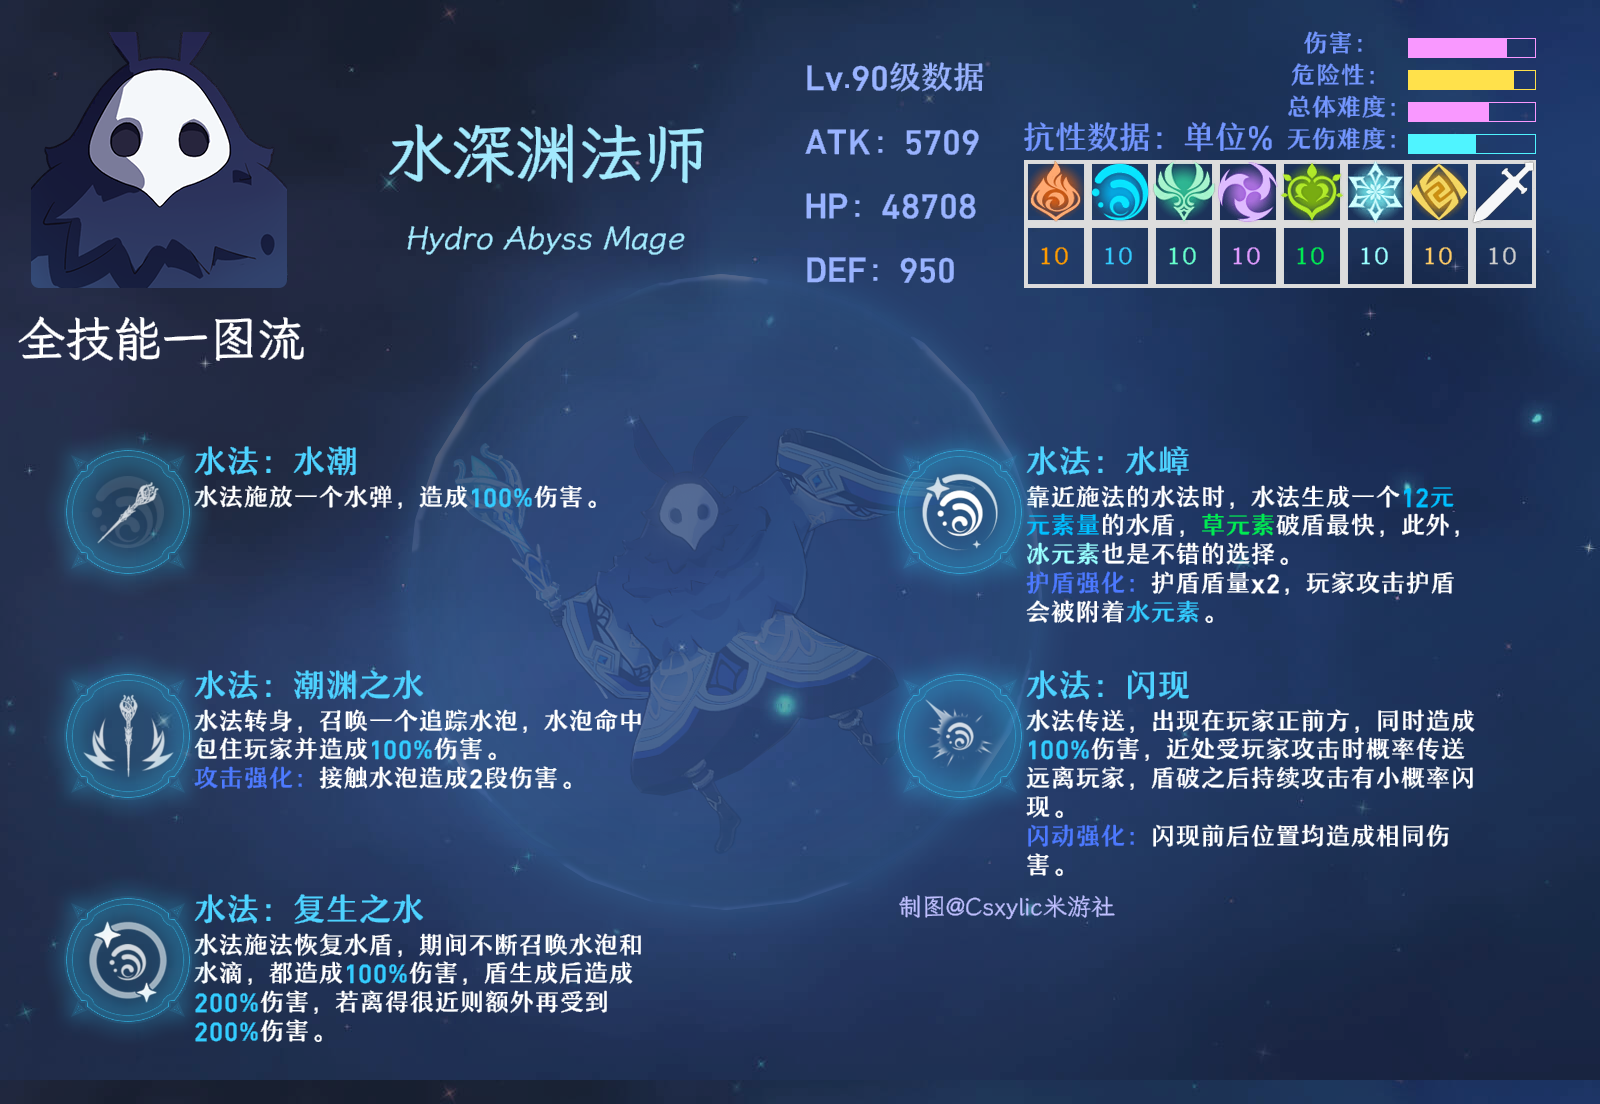 水深渊法师
Hydro Abyss Mage
全技能一图流
Lv.90级数据
ATK：5709
HP：48708
DEF：950
伤害：
危险性：
总体难度：
无伤难度：
抗性数据：单位%
10 10 10 10 10 10 10 10
水法：水潮
水法施放一个水弹，造成100%伤害。
水法：潮渊之水
水法转身，召唤一个追踪水泡，水泡命中
包住玩家并造成100%伤害。
攻击强化：接触水泡造成2段伤害。
水法：复生之水
水法施法恢复水盾，期间不断召唤水泡和
水滴，都造成100%伤害，盾生成后造成
200%伤害，若离得很近则额外再受到
200%伤害。
水法：水嶂
靠近施法的水法时，水法生成一个12元
元素量的水盾，草元素破盾最快，此外，
冰元素也是不错的选择。
护盾强化：护盾盾量x2，玩家攻击护盾
会被附着水元素。
水法：闪现
水法传送，出现在玩家正前方，同时造成
100%伤害，近处受玩家攻击时概率传送
远离玩家，盾破之后持续攻击有小概率闪
现。
闪动强化：闪现前后位置均造成相同伤
害。
制图@Csxylic米游社